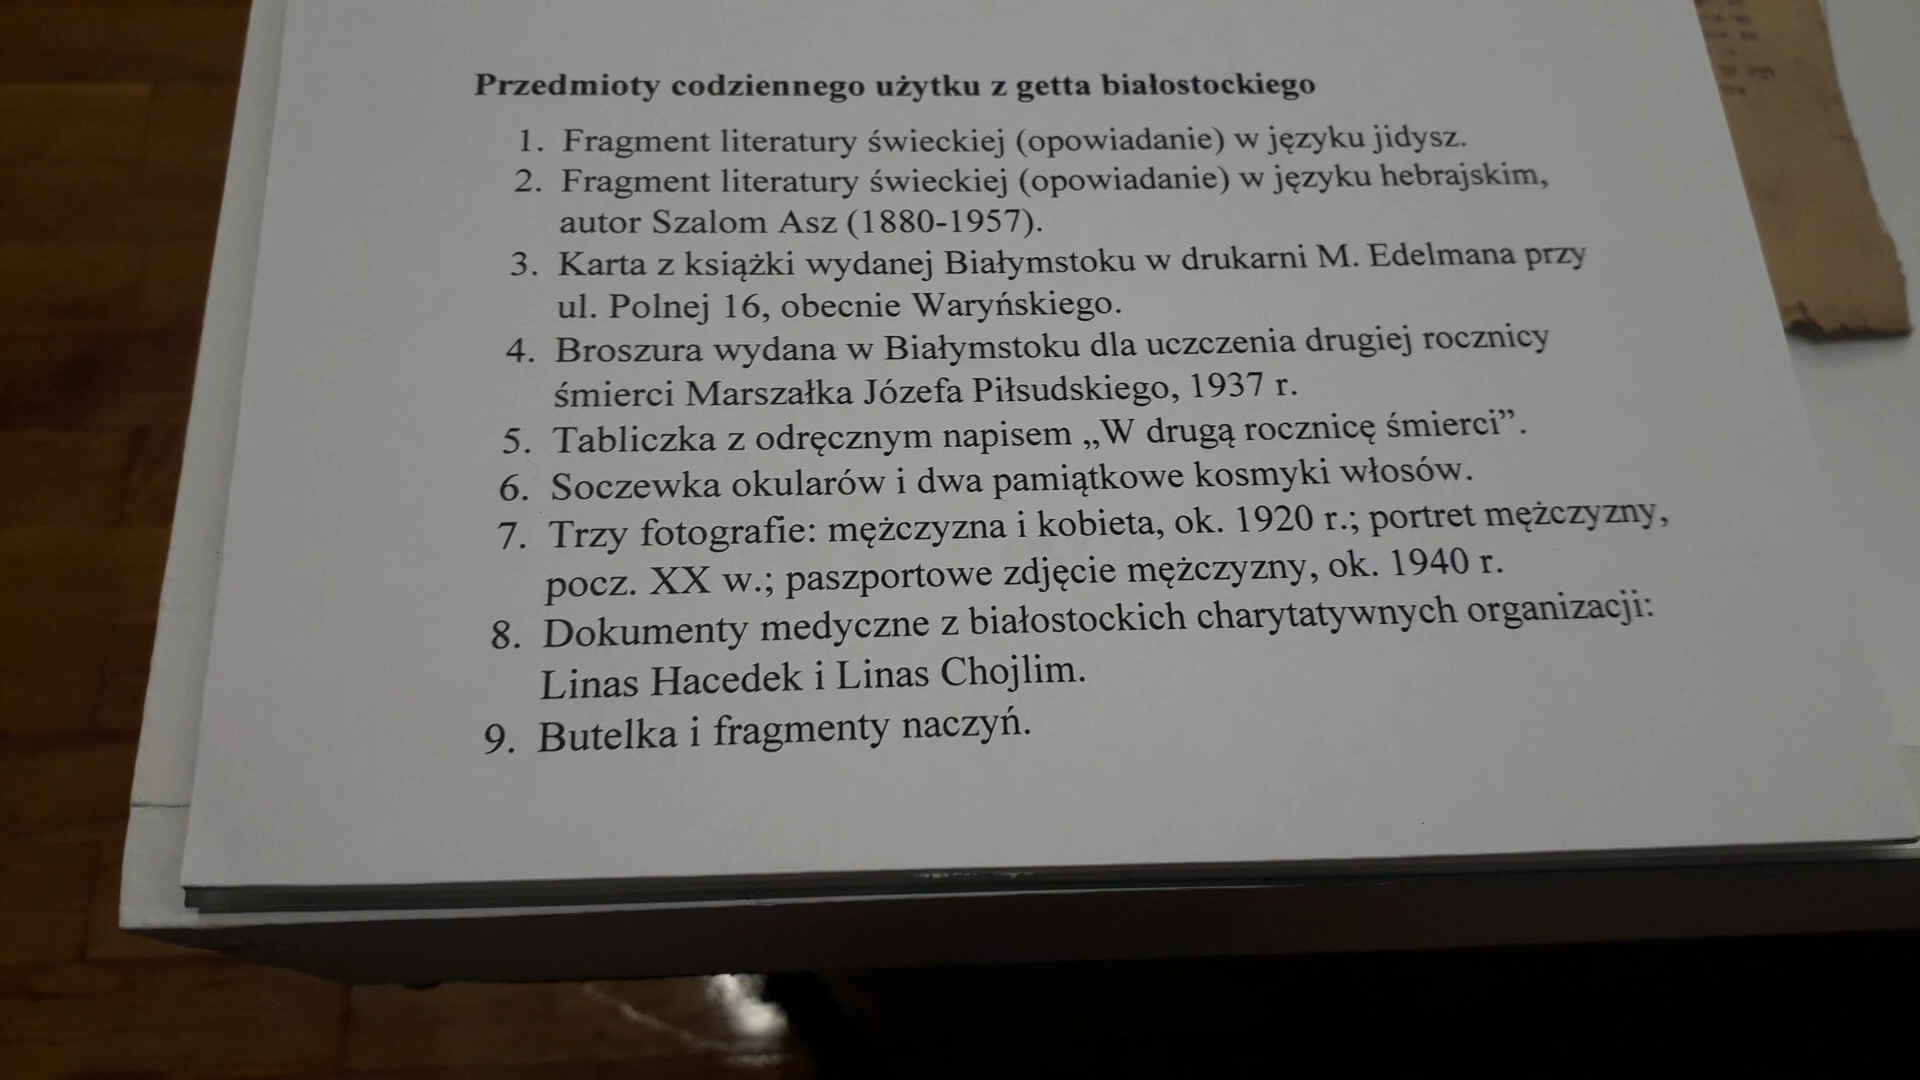 Przedmioty codziennego użytku z getta białostockiego
1. Fragment literatury świeckiej (opowiadanie) w języku jidysz.
2. Fragment literatury świeckiej (opowiadanie) w języku hebrajskim,
autor Szalom Asz (1880-1957).
3. Karta z książki wydanej Białymstoku w drukarni M. Edelmana przy
ul. Polnej 16, obecnie Waryńskiego.
4. Broszura wydana w Białymstoku dla uczczenia drugiej rocznicy
śmierci Marszałka Józefa Piłsudskiego, 1937 r.
5. Tabliczka z odręcznym napisem „W drugą rocznicę śmierci”.
6. Soczewka okularów i dwa pamiątkowe kosmyki włosów.
7. Trzy fotografie: mężczyzna i kobieta, ok. 1920 r.; portret mężczyzny,
pocz. XX w.; paszportowe zdjęcie mężczyzny, ok. 1940 r.
8. Dokumenty medyczne z białostockich charytatywnych organizacji:
Linas Hacedek i Linas Chojlim.
9. Butelka i fragmenty naczyń.